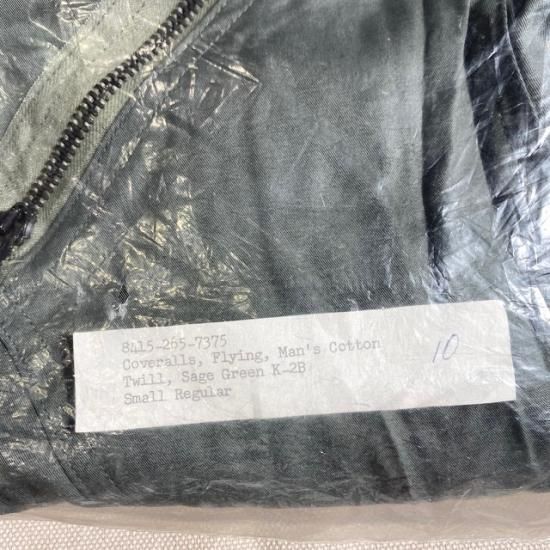 8415-265-7375
Coveralls, Flying, Man's Cotton
Twill, Sage Green K-2B
Small Regular
10